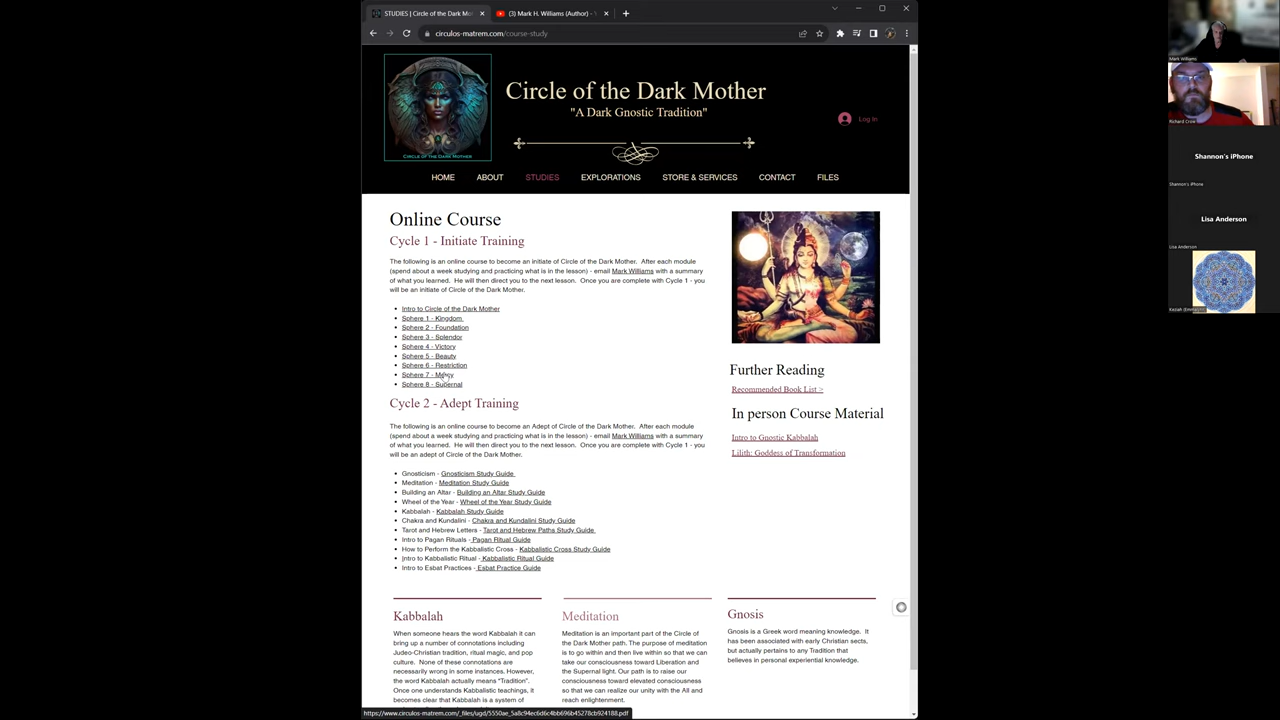 STUDIES | Circle of the Dark Mo
(3) Mark H. Williams (Author) -
circulos-matrem.com/course-study
Circle of the Dark Mother
"A Dark Gnostic Tradition"
CIRCLE OF THE DARK MOTHER
Log In
HOME ABOUT STUDIES EXPLORATIONS STORE & SERVICES CONTACT FILES
Online Course
Cycle 1 - Initiate Training
The following is an online course to become an initiate of Circle of the Dark Mother. After each module
(spend about a week studying and practicing what is in the lesson) - email Mark Williams with a summary
of what you learned. He will then direct you to the next lesson. Once you are complete with Cycle 1 - you
will be an initiate of Circle of the Dark Mother.
Intro to Circle of the Dark Mother
Sphere 1 - Kingdom
Sphere 2 - Foundation
Sphere 3 - Splendor
Sphere 4 - Victory
Sphere 5 - Beauty
Sphere 6 - Restriction
Sphere 7 - Mercy
Sphere 8 - Supernal
Cycle 2 - Adept Training
The following is an online course to become an Adept of Circle of the Dark Mother. After each module
(spend about a week studying and practicing what is in the lesson) - email Mark Williams with a summary
of what you learned. He will then direct you to the next lesson. Once you are complete with Cycle 1 - you
will be an adept of Circle of the Dark Mother.
Gnosticism - Gnosticism Study Guide
Meditation - Meditation Study Guide
Building an Altar - Building an Altar Study Guide
Wheel of the Year - Wheel of the Year Study Guide
Kabbalah - Kabbalah Study Guide
Chakra and Kundalini - Chakra and Kundalini Study Guide
Tarot and Hebrew Letters - Tarot and Hebrew Paths Study Guide
Intro to Pagan Rituals - Pagan Ritual Guide
How to Perform the Kabbalistic Cross - Kabbalistic Cross Study Guide
Intro to Kabbalistic Ritual - Kabbalistic Ritual Guide
Intro to Esbat Practices - Esbat Practice Guide
Further Reading
Recommended Book List >
In person Course Material
Intro to Gnostic Kabbalah
Lilith: Goddess of Transformation
Kabbalah
When someone hears the word Kabbalah it can
bring up a number of connotations including
Judeo-Christian tradition, ritual magic, and pop
culture. None of these connotations are
necessarily wrong in some instances. However,
the word Kabbalah actually means "Tradition".
Once one understands Kabbalistic teachings, it
becomes clear that Kabbalah is a system of
Meditation
Meditation is an important part of the Circle of
the Dark Mother path. The purpose of meditation
is to go within and then live within so that we can
take our consciousness toward Liberation and
the Supernal light. Our path is to raise our
consciousness toward elevated consciousness
so that we can realize our unity with the All and
reach enlightenment.
Gnosis
Gnosis is a Greek word meaning knowledge. It
has been associated with early Christian sects,
but actually pertains to any Tradition that
believes in personal experiential knowledge.
Mark Williams
Richard Crow
Shannon's iPhone
Shannon's iPhone
Lisa Anderson
Lisa Anderson